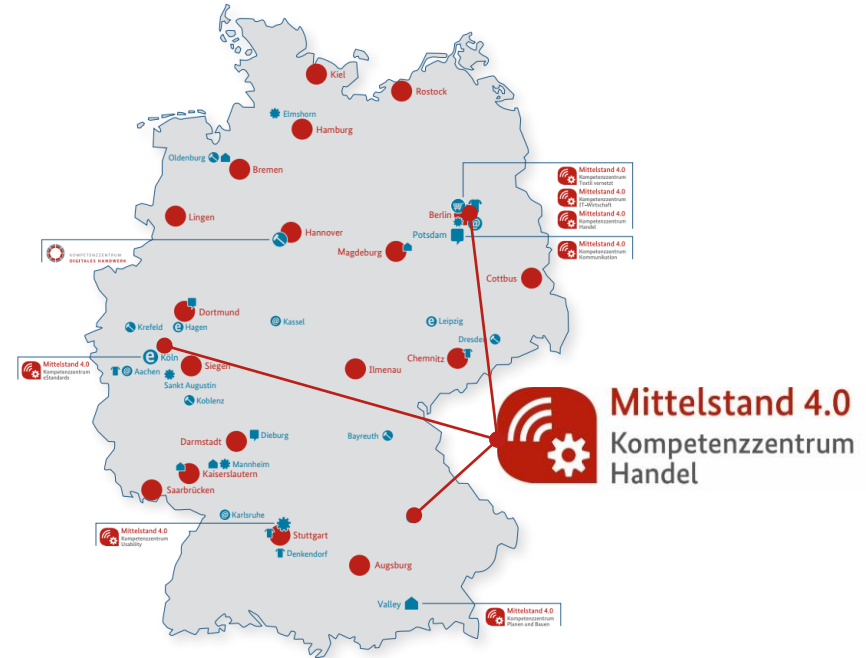 Kiel
Rostock
Elmshorn
Hamburg
Oldenburg
Bremen
Mittelstand 4.0
Kompetenzzentrum
Textil vernetzt
Mittelstand 4.0
Kompetenzzentrum
IT+Wirtschaft
Mittelstand 4.0
Kompetenzzentrum
Handel
Lingen
Berlin
Hannover
Potsdam
Mittelstand 4.0
Kompetenzzentrum
Kommunikation
KOMPETENZZENTRUM
DIGITALES HANDWERK
Magdeburg
Cottbus
Dortmund
Krefeld
Hagen
Kassel
Leipzig
Dresden
Köln
Mittelstand 4.0
Kompetenzzentrum
eStandards
Aachen
Siegen
Sankt Augustin
Chemnitz
Ilmenau
Koblenz
Mittelstand 4.0
Kompetenzzentrum
Handel
Darmstadt
Dieburg
Bayreuth
Mannheim
Kaiserslautern
Saarbrücken
Karlsruhe
Mittelstand 4.0
Kompetenzzentrum
Usability
Stuttgart
Denkendorf
Augsburg
Valley
Mittelstand 4.0
Kompetenzzentrum
Planen und Bauen